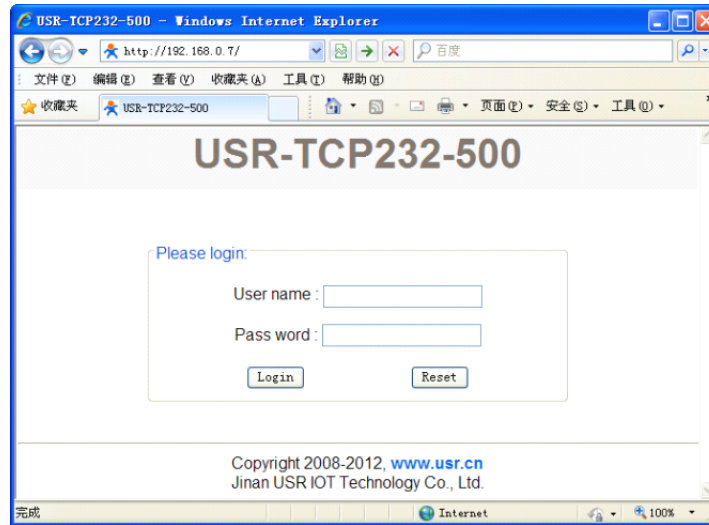 USR-TCP232-500 - Windows Internet Explorer
http://192.168.0.7/ 百度
文件(F) 编辑(E) 查看(V) 收藏夹(A) 工具(T) 帮助(H)
收藏夹 USR-TCP232-500 页面(P) 安全(S) 工具(O)
USR-TCP232-500
Please login:
User name :
Pass word :
Login Reset
Copyright 2008-2012, www.usr.cn
Jinan USR IOT Technology Co., Ltd.
完成 Internet 100%